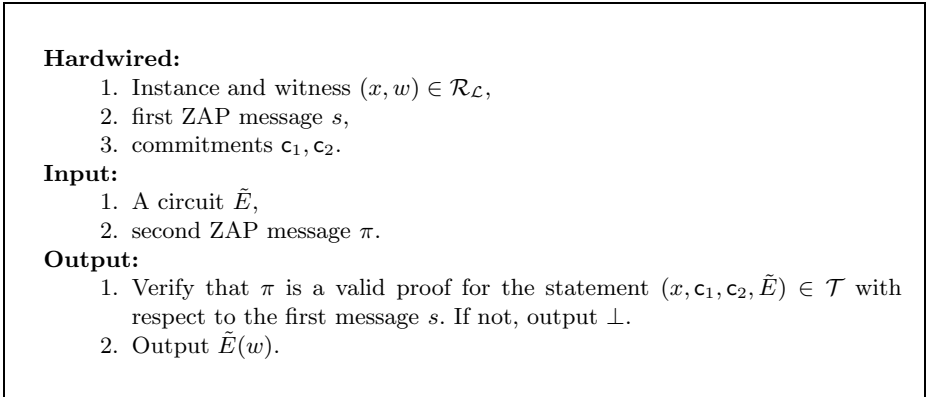 Hardwired:
1. Instance and witness (x, w) ∈ R_L,
2. first ZAP message s,
3. commitments c₁, c₂.
Input:
1. A circuit Ẽ,
2. second ZAP message π.
Output:
1. Verify that π is a valid proof for the statement (x, c₁, c₂, Ẽ) ∈ T with
respect to the first message s. If not, output ⊥.
2. Output Ẽ(w).